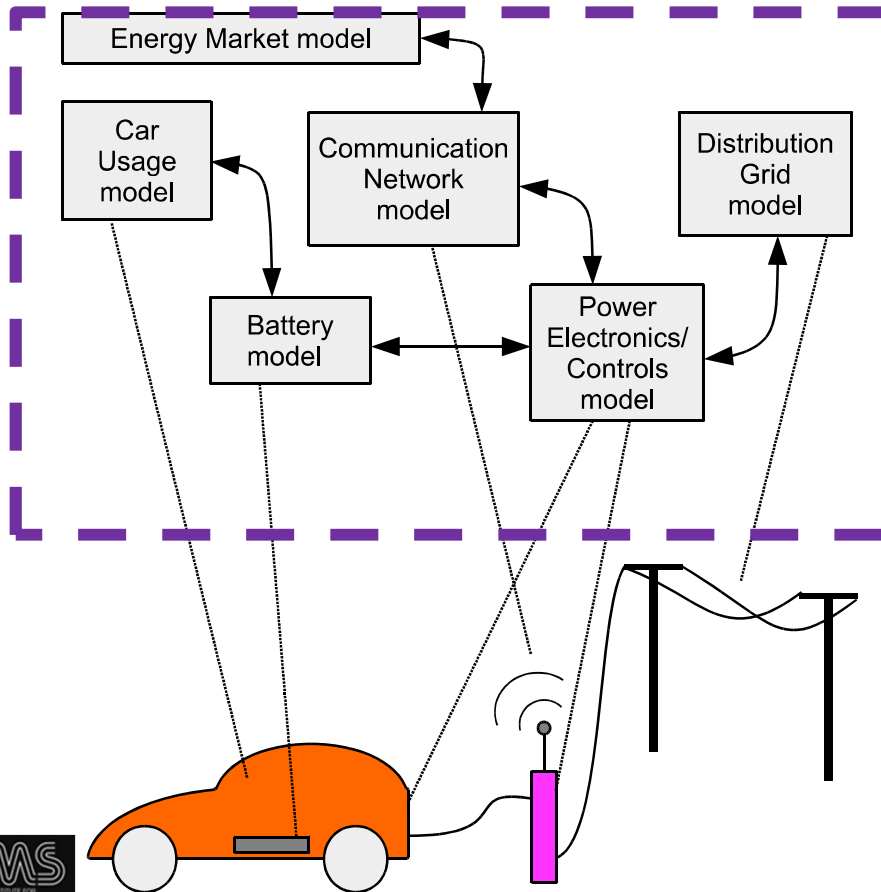 Energy Market model
Car
Usage
model
Communication
Network
model
Distribution
Grid
model
Battery
model
Power
Electronics/
Controls
model